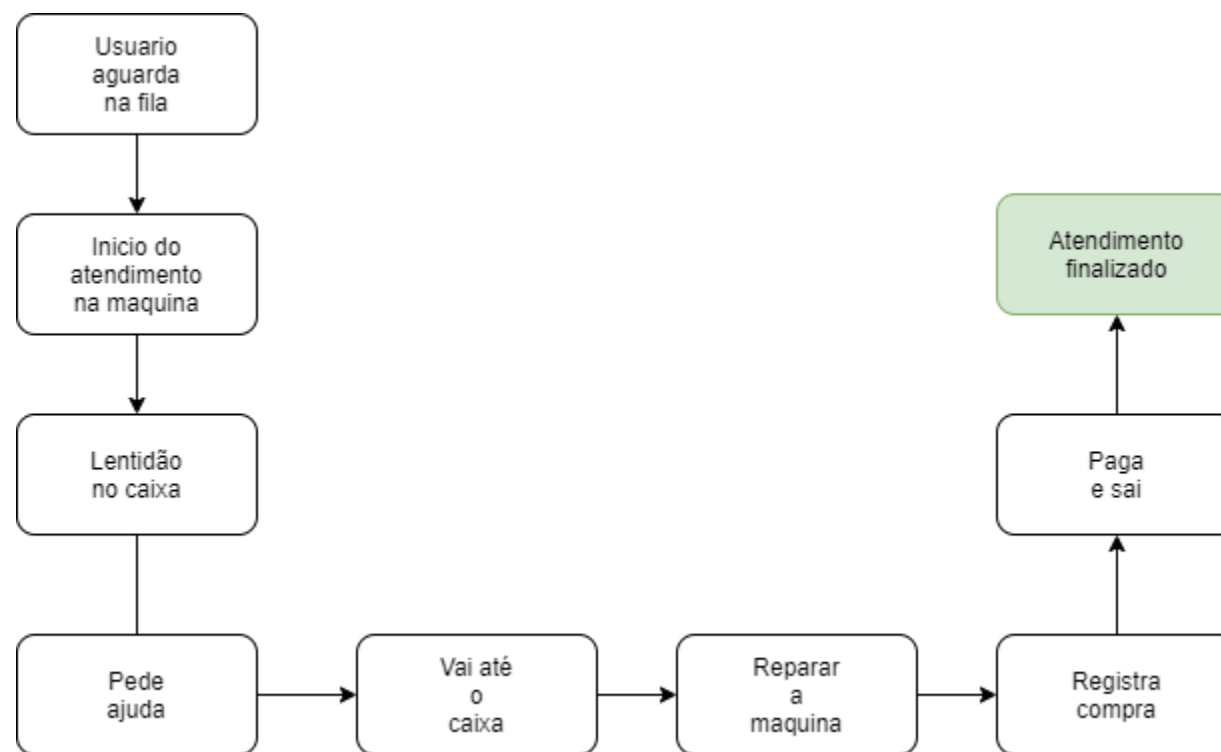 Usuario
aguarda
na fila
Inicio do
atendimento
na maquina
Lentidão
no caixa
Pede
ajuda
Vai até
o
caixa
Reparar
a
maquina
Registra
compra
Paga
e sai
Atendimento
finalizado